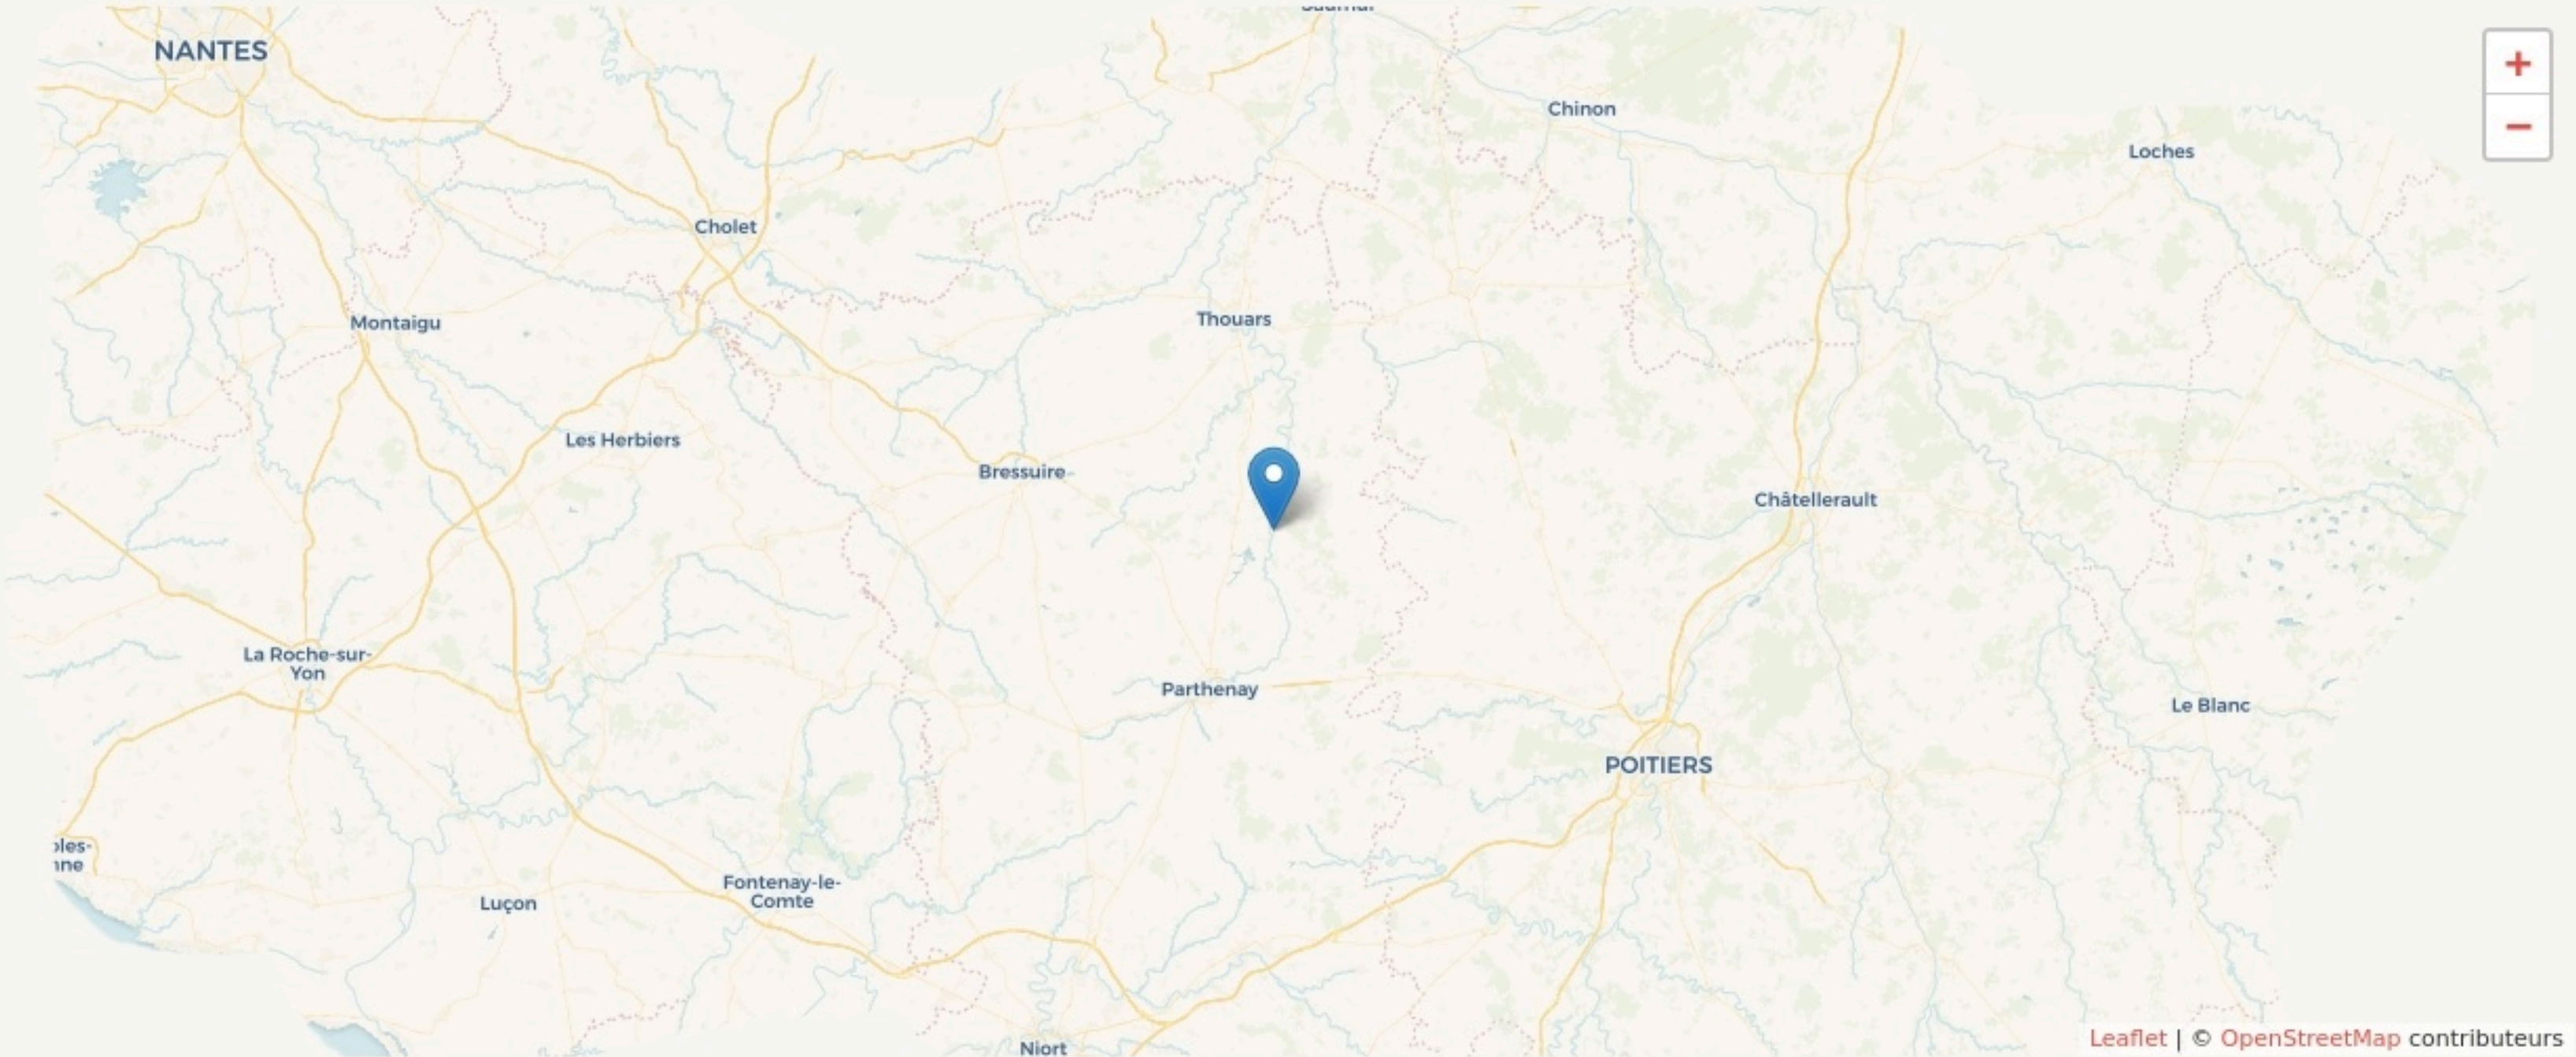 NANTES
+
−
Chinon
Loches
Cholet
Montaigu
Thouars
Les Herbiers
Bressuire
Châtellerault
La Roche-sur-
Yon
Parthenay
Le Blanc
POITIERS
Fontenay-le-
Comte
Luçon
Niort
Leaflet | © OpenStreetMap contributeurs